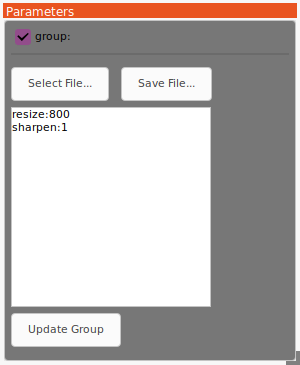 Parameters
group:
Select File... Save File...
resize:800
sharpen:1
Update Group